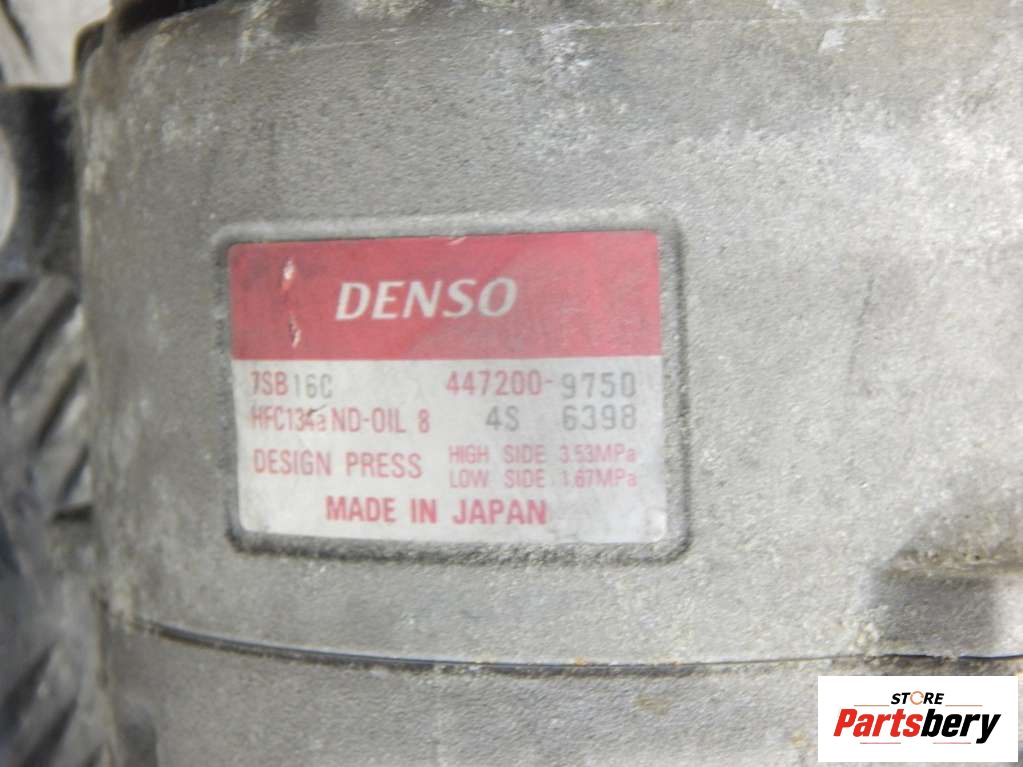 DENSO
7SB16C 447200-9750
HFC134a ND-OIL 8 4S 6398
DESIGN PRESS HIGH SIDE 3.53MPa
LOW SIDE 1.67MPa
MADE IN JAPAN
STORE
Partsbery